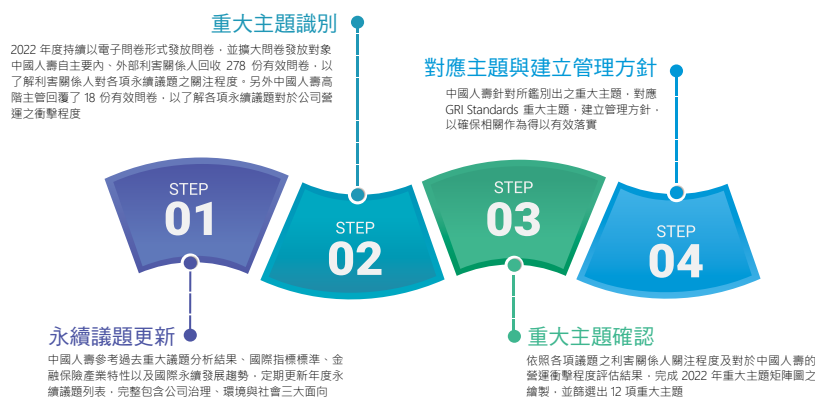 重大主題識別
2022 年度持續以電子問卷形式發放問卷，並擴大問卷發放對象
中國人壽自主要內、外部利害關係人回收 278 份有效問卷，以
了解利害關係人對各項永續議題之關注程度。另外中國人壽高
階主管回覆了 18 份有效問卷，以了解各項永續議題對於公司營
運之衝擊程度
對應主題與建立管理方針
中國人壽針對所鑑別出之重大主題，對應
GRI Standards 重大主題，建立管理方針，
以確保相關作為得以有效落實
STEP
01
STEP
02
STEP
03
STEP
04
永續議題更新
中國人壽參考過去重大議題分析結果、國際指標標準、金
融保險產業特性以及國際永續發展趨勢，定期更新年度永
續議題列表，完整包含公司治理、環境與社會三大面向
重大主題確認
依照各項議題之利害關係人關注程度及對於中國人壽的
營運衝擊程度評估結果，完成 2022 年重大主題矩陣圖之
繪製，並篩選出 12 項重大主題